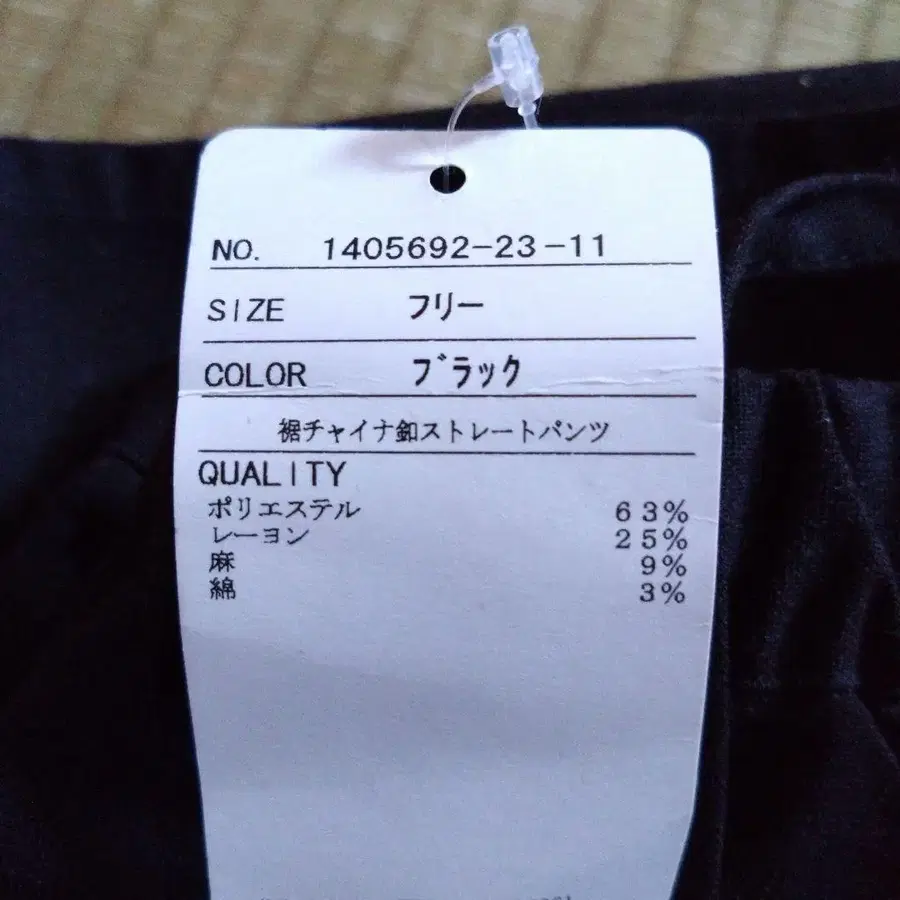 NO. 1405692-23-11
SIZE フリー
COLOR ブラック
裾チャイナ釦ストレートパンツ
QUALITY
ポリエステル 63%
レーヨン 25%
麻 9%
綿 3%